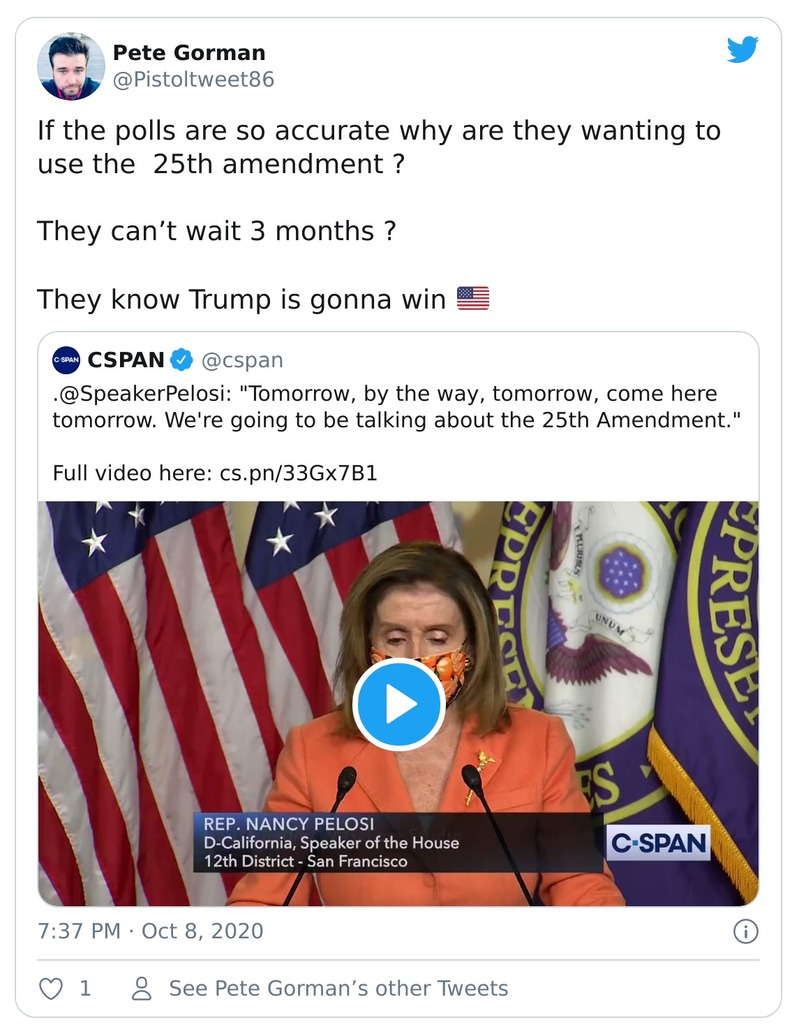 Pete Gorman
@Pistoltweet86
If the polls are so accurate why are they wanting to
use the  25th amendment ?
They can’t wait 3 months ?
They know Trump is gonna win 🇺🇸
C-SPAN CSPAN @cspan
.@SpeakerPelosi: "Tomorrow, by the way, tomorrow, come here
tomorrow. We're going to be talking about the 25th Amendment."
Full video here: cs.pn/33Gx7B1
UNUM
REP. NANCY PELOSI
D-California, Speaker of the House
12th District - San Francisco
C-SPAN
7:37 PM · Oct 8, 2020
1 See Pete Gorman’s other Tweets